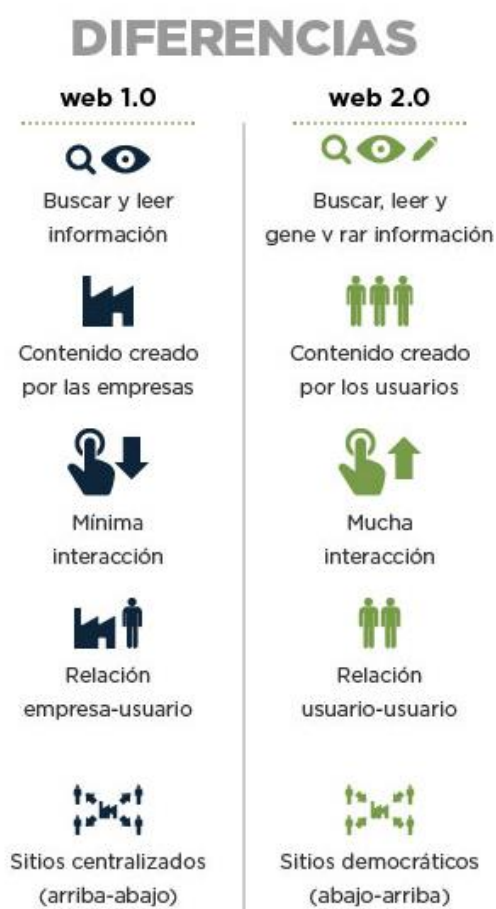 DIFERENCIAS
web 1.0
Buscar y leer
información
Contenido creado
por las empresas
Mínima
interacción
Relación
empresa-usuario
Sitios centralizados
(arriba-abajo)
web 2.0
Buscar, leer y
gene v rar información
Contenido creado
por los usuarios
Mucha
interacción
Relación
usuario-usuario
Sitios democráticos
(abajo-arriba)